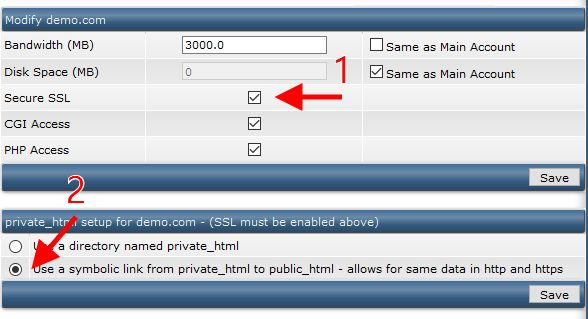 Modify demo.com
Bandwidth (MB) 3000.0 Same as Main Account
Disk Space (MB) 0 Same as Main Account
1
Secure SSL
CGI Access
PHP Access
Save
2
private_html setup for demo.com - (SSL must be enabled above)
Use a directory named private_html
Use a symbolic link from private_html to public_html - allows for same data in http and https
Save